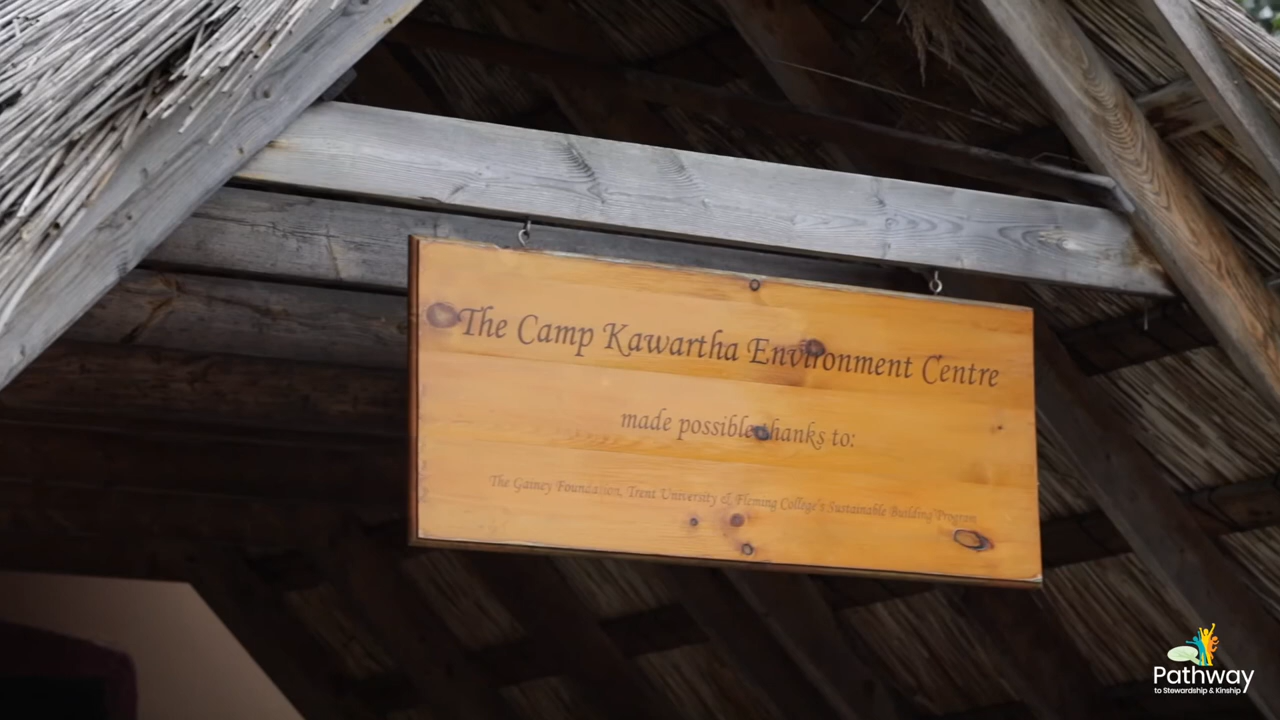 The Camp Kawartha Environment Centre
made possible thanks to:
The Gainey Foundation, Trent University & Fleming College's Sustainable Building Program
Pathway
to Stewardship & Kinship